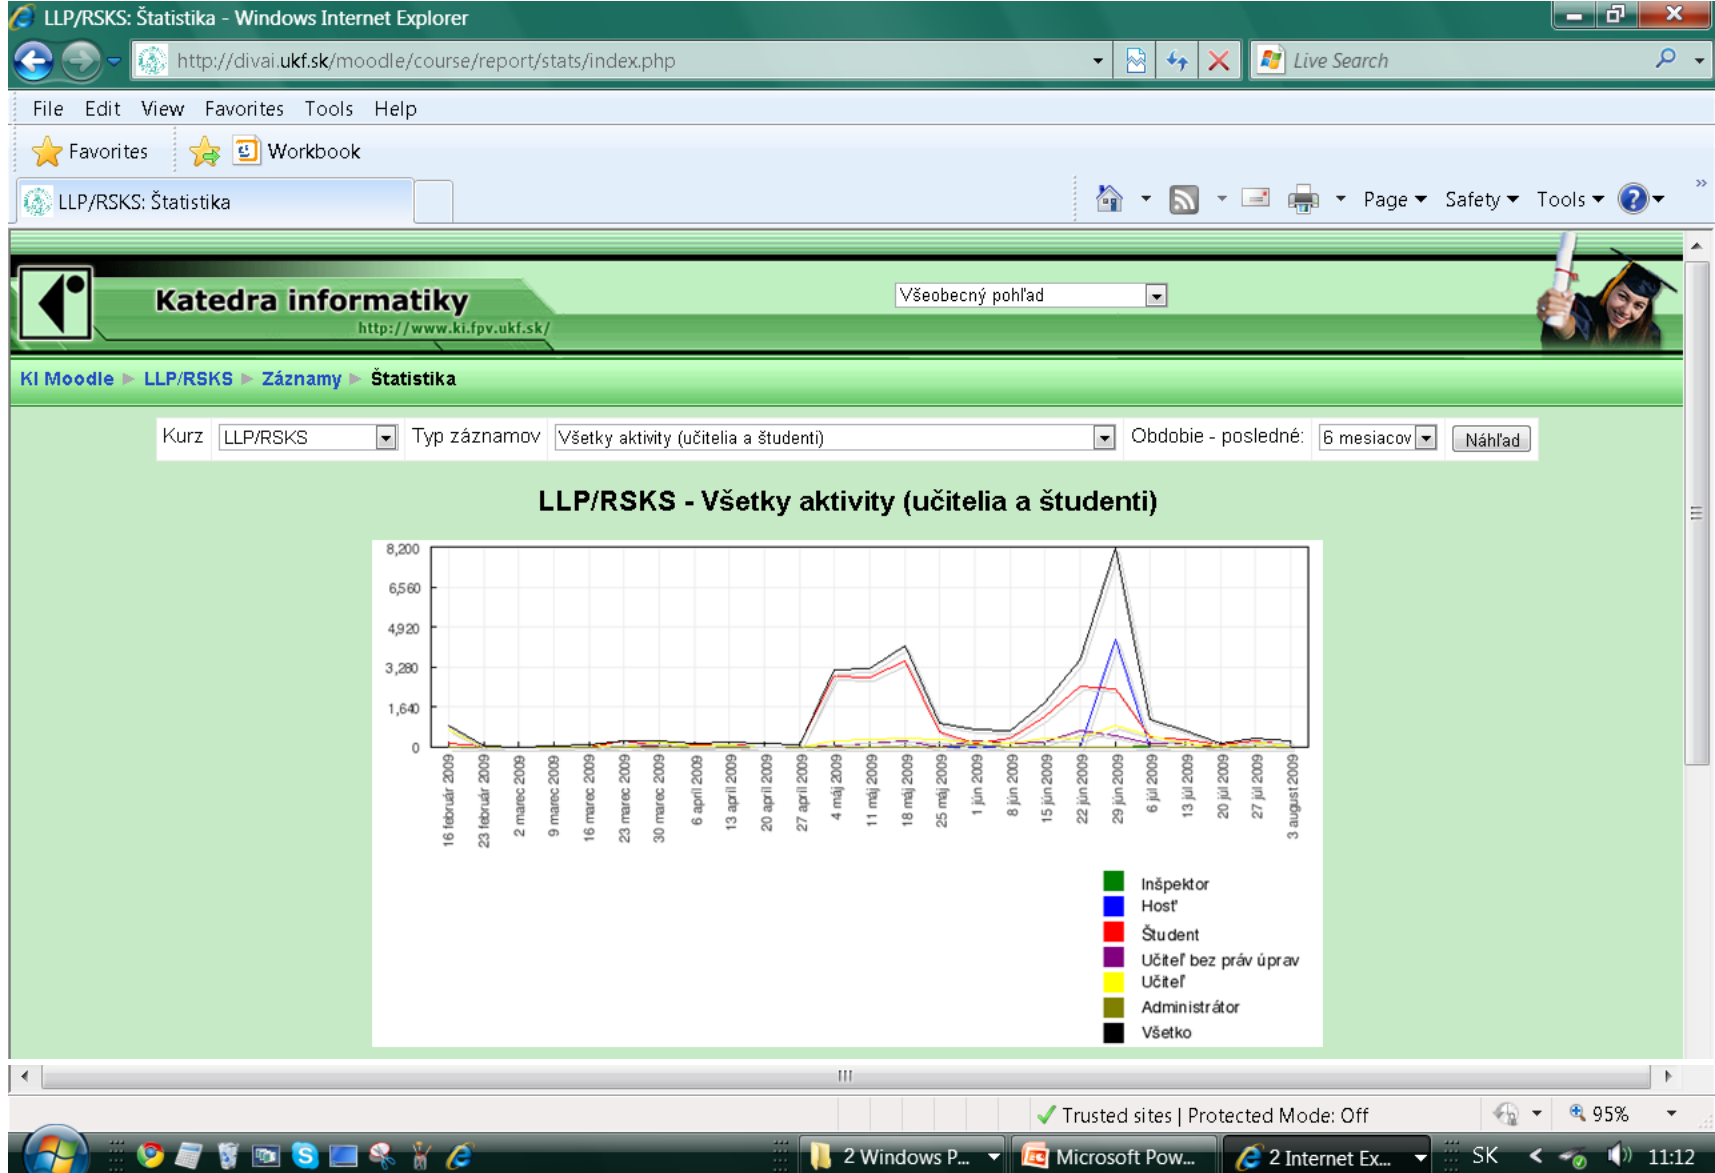 LLP/RSKS: Štatistika - Windows Internet Explorer
http://divai.ukf.sk/moodle/course/report/stats/index.php
Live Search
File Edit View Favorites Tools Help
Favorites Workbook
LLP/RSKS: Štatistika
Page Safety Tools
Katedra informatiky
http://www.ki.fpv.ukf.sk/
Všeobecný pohľad
KI Moodle ► LLP/RSKS ► Záznamy ► Štatistika
Kurz LLP/RSKS Typ záznamov Všetky aktivity (učitelia a študenti) Obdobie - posledné: 6 mesiacov Náhľad
LLP/RSKS - Všetky aktivity (učitelia a študenti)
8,200
6,560
4,920
3,280
1,640
0
16 február 2009
23 február 2009
2 marec 2009
9 marec 2009
16 marec 2009
23 marec 2009
30 marec 2009
6 apríl 2009
13 apríl 2009
20 apríl 2009
27 apríl 2009
4 máj 2009
11 máj 2009
18 máj 2009
25 máj 2009
1 jún 2009
8 jún 2009
15 jún 2009
22 jún 2009
29 jún 2009
6 júl 2009
13 júl 2009
20 júl 2009
27 júl 2009
3 august 2009
Inšpektor
Hosť
Študent
Učiteľ bez práv úprav
Učiteľ
Administrátor
Všetko
Trusted sites | Protected Mode: Off
95%
2 Windows P...
Microsoft Pow...
2 Internet Ex...
SK
11:12